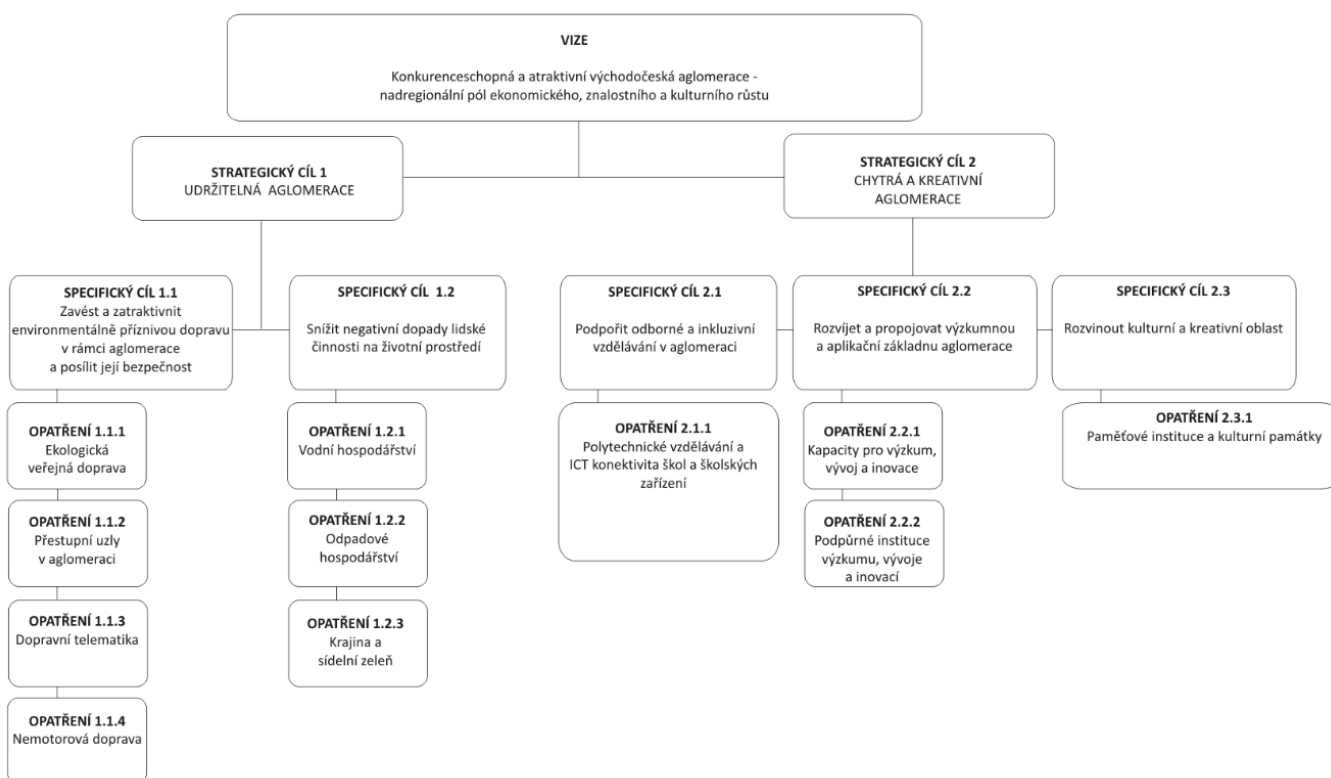 VIZE
Konkurenceschopná a atraktivní východočeská aglomerace -
nadregionální pól ekonomického, znalostního a kulturního růstu
STRATEGICKÝ CÍL 1
UDRŽITELNÁ AGLOMERACE
STRATEGICKÝ CÍL 2
CHYTRÁ A KREATIVNÍ
AGLOMERACE
SPECIFICKÝ CÍL 1.1
Zavést a zatraktivnit
environmentálně příznivou dopravu
v rámci aglomerace
a posílit její bezpečnost
SPECIFICKÝ CÍL 1.2
Snížit negativní dopady lidské
činnosti na životní prostředí
SPECIFICKÝ CÍL 2.1
Podpořit odborné a inkluzivní
vzdělávání v aglomeraci
SPECIFICKÝ CÍL 2.2
Rozvíjet a propojovat výzkumnou
a aplikační základnu aglomerace
SPECIFICKÝ CÍL 2.3
Rozvinout kulturní a kreativní oblast
OPATŘENÍ 1.1.1
Ekologická
veřejná doprava
OPATŘENÍ 1.1.2
Přestupní uzly
v aglomeraci
OPATŘENÍ 1.1.3
Dopravní telematika
OPATŘENÍ 1.1.4
Nemotorová doprava
OPATŘENÍ 1.2.1
Vodní hospodářství
OPATŘENÍ 1.2.2
Odpadové
hospodářství
OPATŘENÍ 1.2.3
Krajina a
sídelní zeleň
OPATŘENÍ 2.1.1
Polytechnické vzdělávání a
ICT konektivita škol a školských
zařízení
OPATŘENÍ 2.2.1
Kapacity pro výzkum,
vývoj a inovace
OPATŘENÍ 2.2.2
Podpůrné instituce
výzkumu, vývoje
a inovací
OPATŘENÍ 2.3.1
Paměťové instituce a kulturní památky